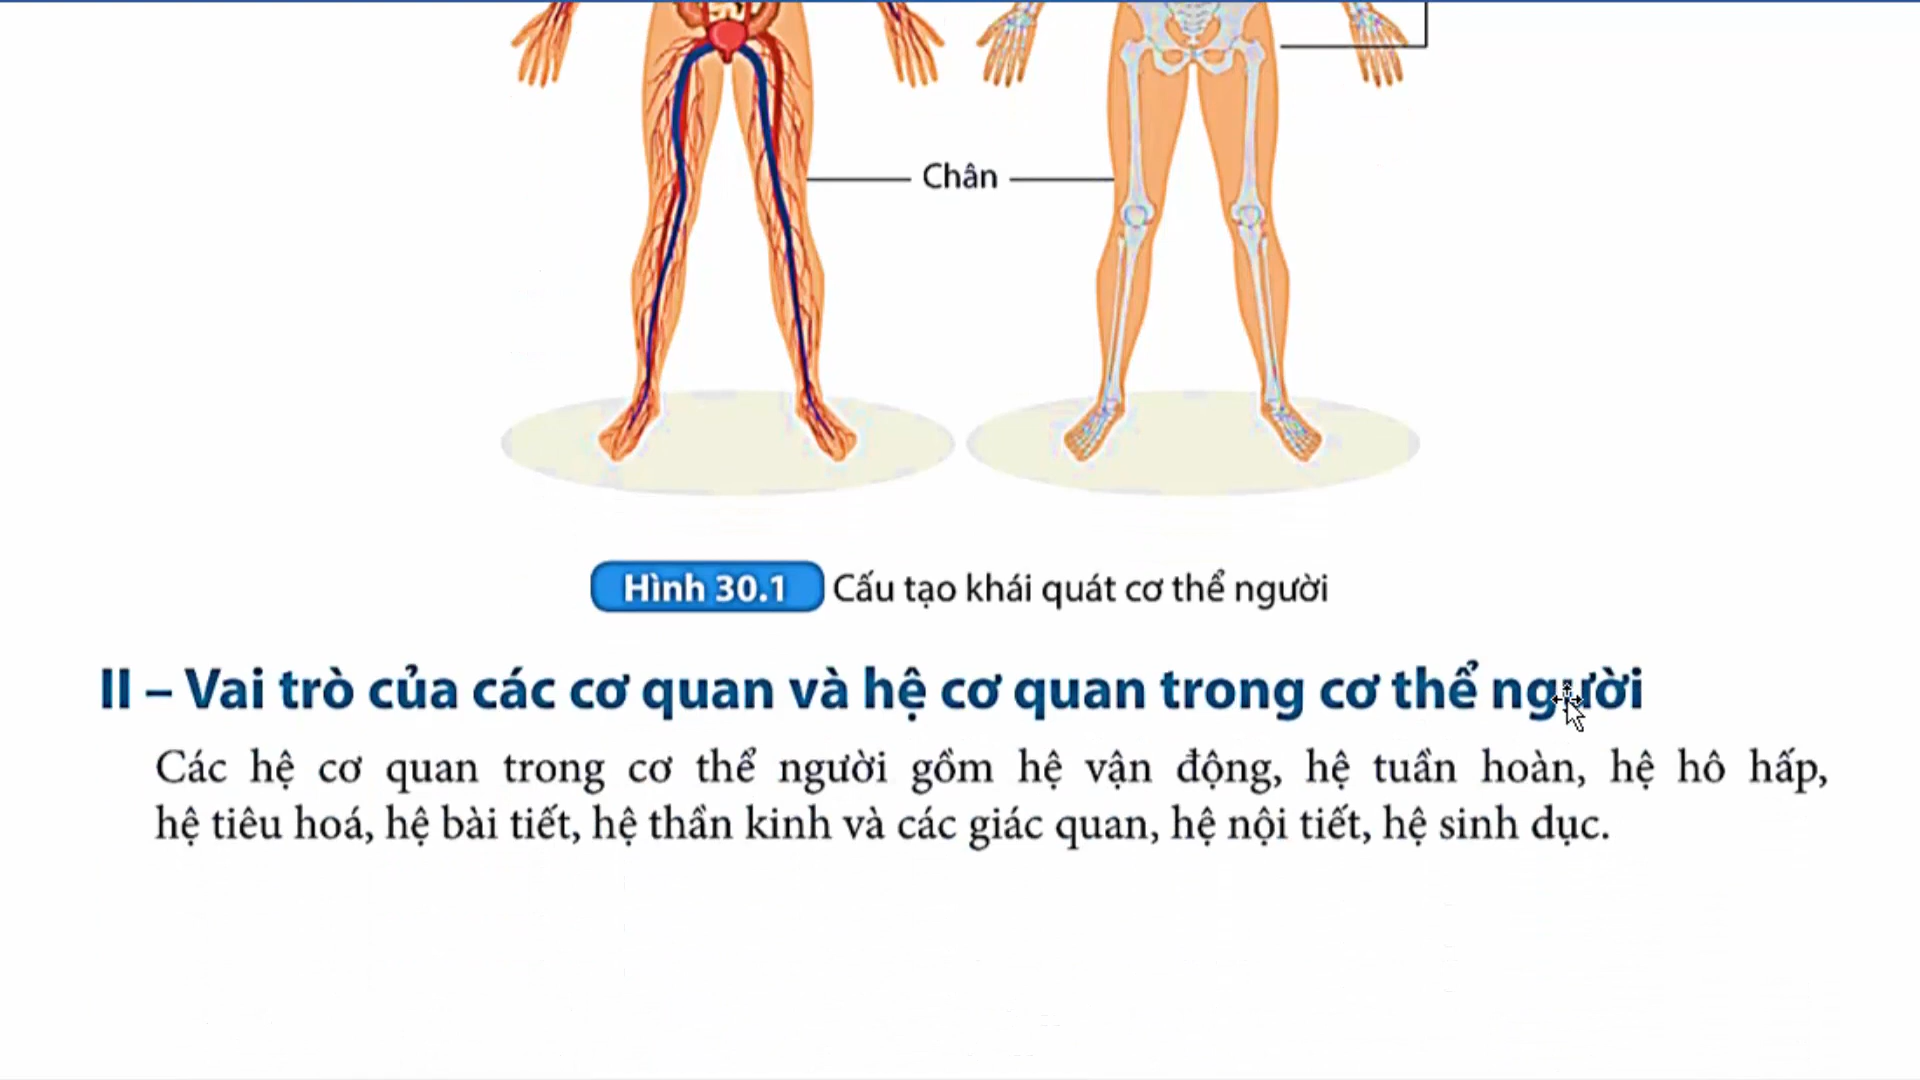 Chân
Hình 30.1 Cấu tạo khái quát cơ thể người
II – Vai trò của các cơ quan và hệ cơ quan trong cơ thể người
Các hệ cơ quan trong cơ thể người gồm hệ vận động, hệ tuần hoàn, hệ hô hấp,
hệ tiêu hoá, hệ bài tiết, hệ thần kinh và các giác quan, hệ nội tiết, hệ sinh dục.